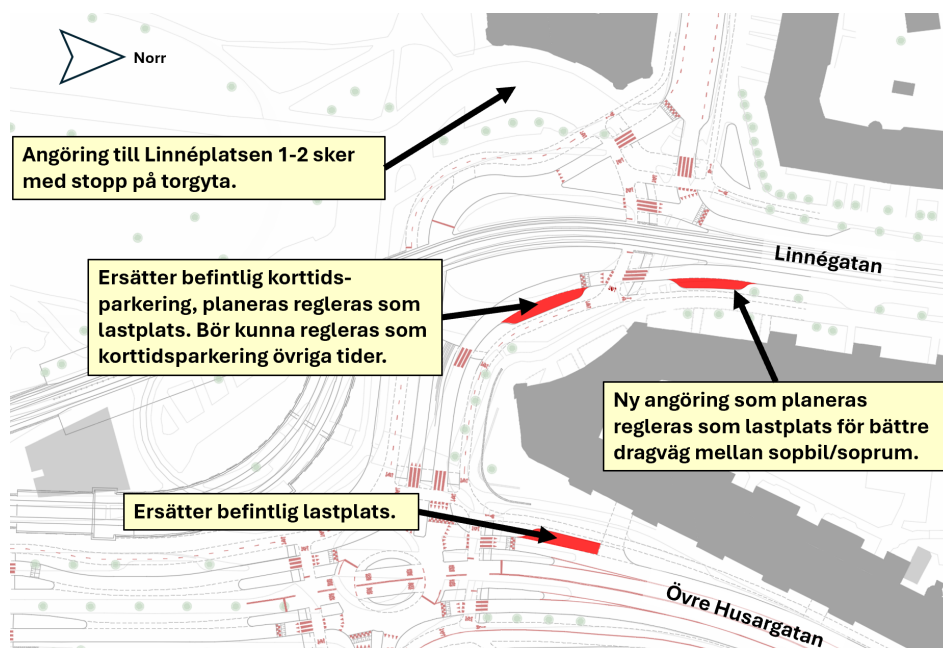 Norr
Angöring till Linnéplatsen 1-2 sker
med stopp på torgyta.
Linnégatan
Ersätter befintlig korttids-
parkering, planeras regleras som
lastplats. Bör kunna regleras som
korttidsparkering övriga tider.
Ny angöring som planeras
regleras som lastplats för bättre
dragväg mellan sopbil/soprum.
Ersätter befintlig lastplats.
Övre Husargatan